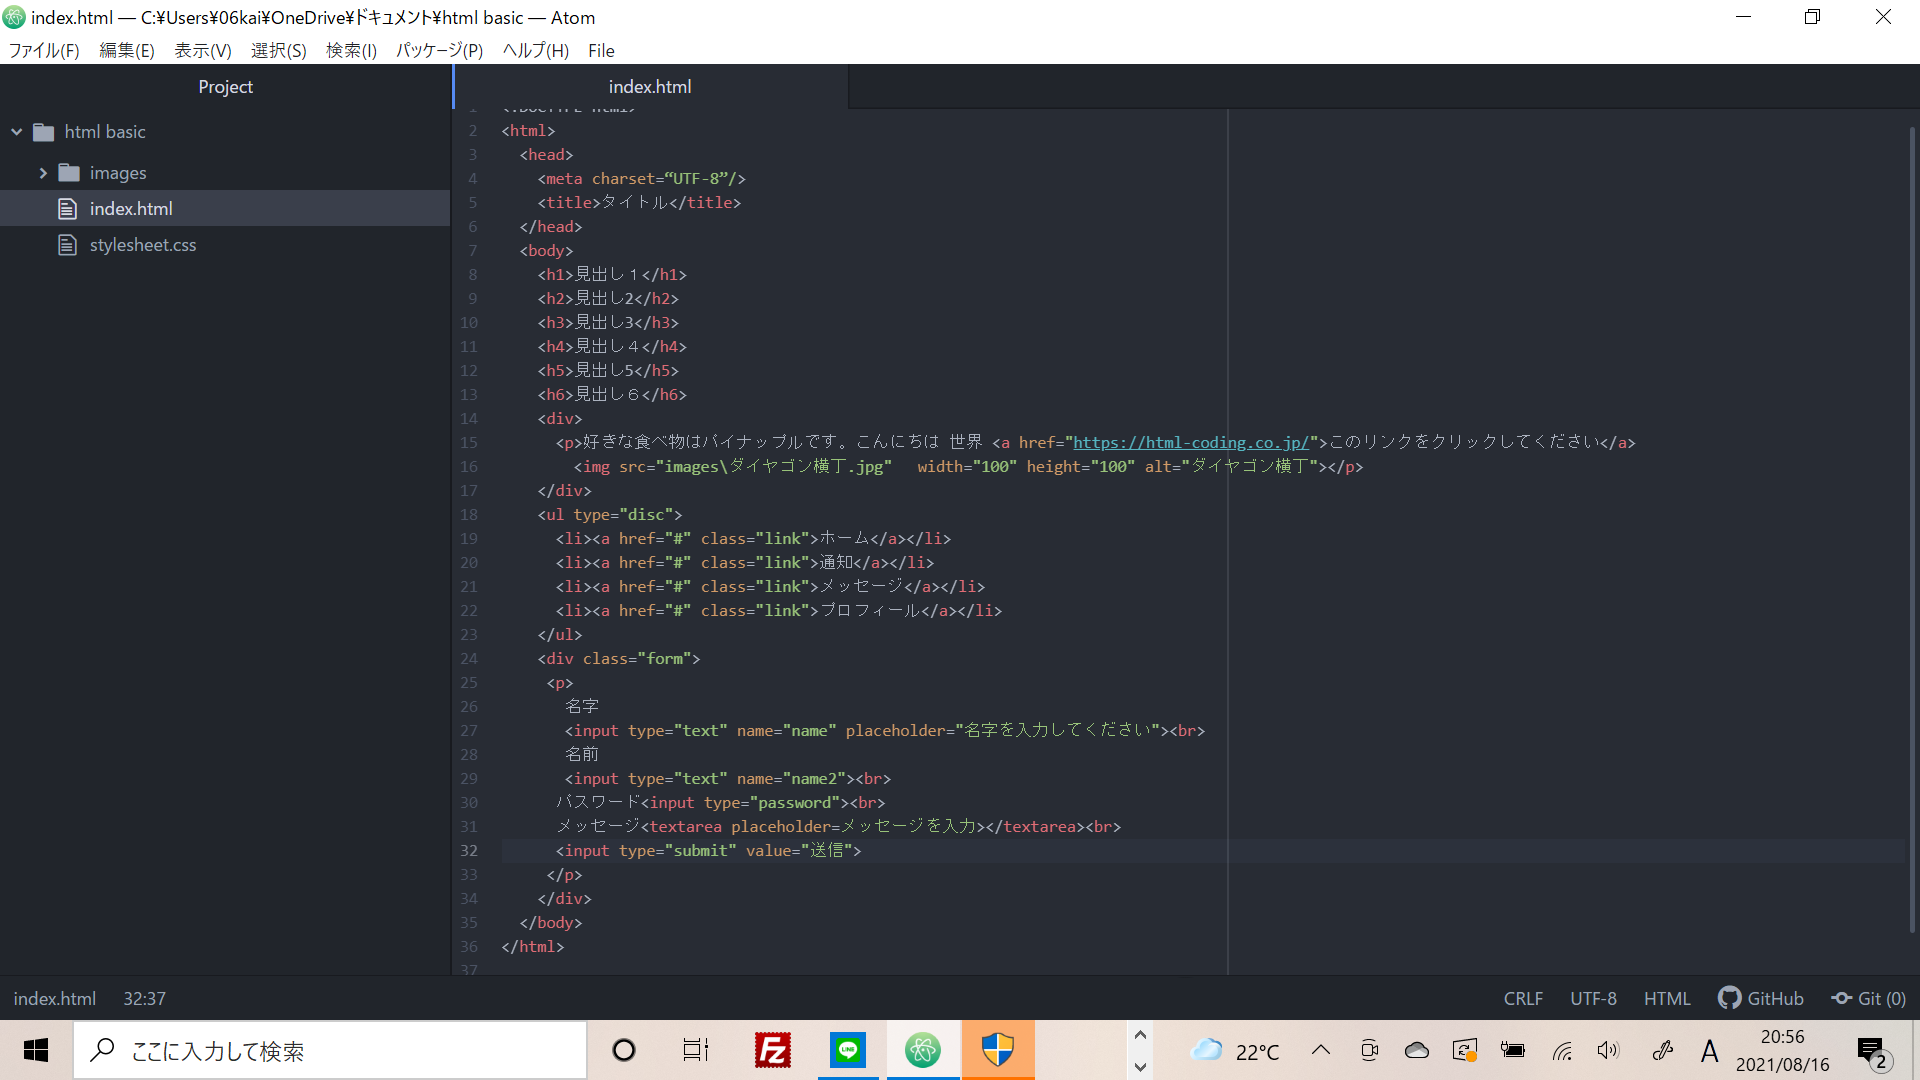 index.html — C:¥Users¥06kai¥OneDrive¥ドキュメント¥html basic — Atom
ファイル(F) 編集(E) 表示(V) 選択(S) 検索(I) パッケージ(P) ヘルプ(H) File
Project
html basic
images
index.html
stylesheet.css
index.html
1 <!DOCTYPE html>
2 <html>
3 <head>
4 <meta charset=“UTF-8”/>
5 <title>タイトル</title>
6 </head>
7 <body>
8 <h1>見出し１</h1>
9 <h2>見出し2</h2>
10 <h3>見出し3</h3>
11 <h4>見出し４</h4>
12 <h5>見出し5</h5>
13 <h6>見出し６</h6>
14 <div>
15 <p>好きな食べ物はパイナップルです。こんにちは 世界 <a href="https://html-coding.co.jp/">このリンクをクリックしてください</a>
16 <img src="images\ダイヤゴン横丁.jpg" width="100" height="100" alt="ダイヤゴン横丁"></p>
17 </div>
18 <ul type="disc">
19 <li><a href="#" class="link">ホーム</a></li>
20 <li><a href="#" class="link">通知</a></li>
21 <li><a href="#" class="link">メッセージ</a></li>
22 <li><a href="#" class="link">プロフィール</a></li>
23 </ul>
24 <div class="form">
25 <p>
26 名字
27 <input type="text" name="name" placeholder="名字を入力してください"><br>
28 名前
29 <input type="text" name="name2"><br>
30 パスワード<input type="password"><br>
31 メッセージ<textarea placeholder=メッセージを入力></textarea><br>
32 <input type="submit" value="送信">
33 </p>
34 </div>
35 </body>
36 </html>
37
index.html 32:37 CRLF UTF-8 HTML GitHub Git (0)
ここに入力して検索
Fz
LINE
22°C
A
20:56
2021/08/16
2